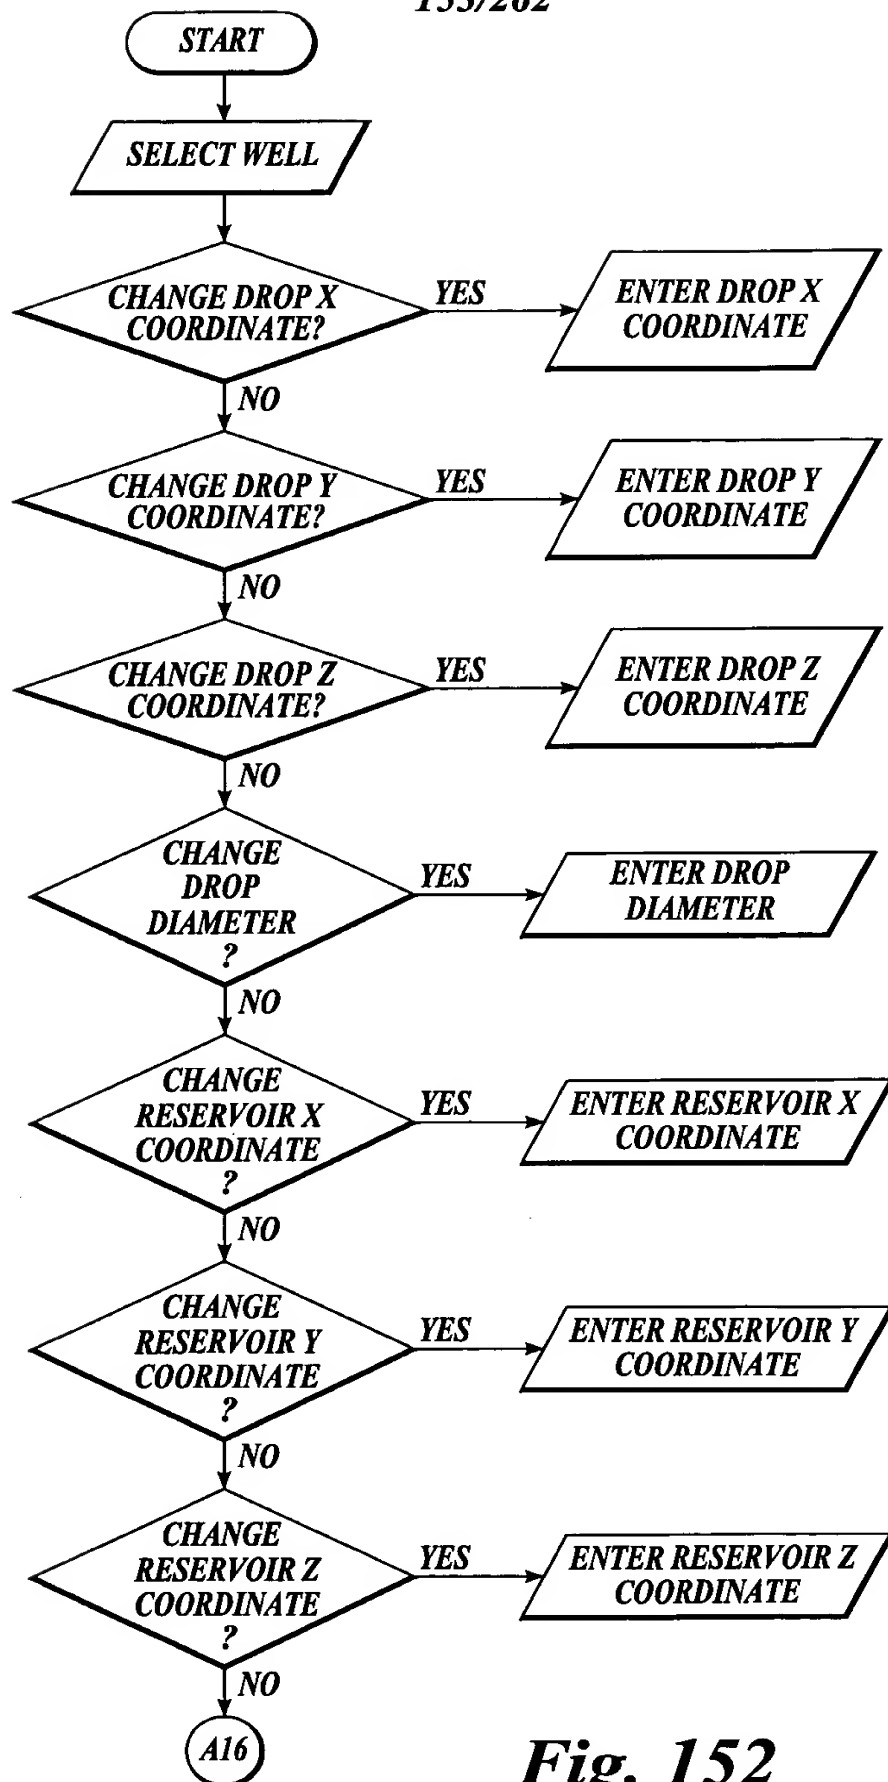 START
SELECT WELL
CHANGE DROP X
COORDINATE?
YES
ENTER DROP X
COORDINATE
NO
CHANGE DROP Y
COORDINATE?
YES
ENTER DROP Y
COORDINATE
NO
CHANGE DROP Z
COORDINATE?
YES
ENTER DROP Z
COORDINATE
NO
CHANGE
DROP
DIAMETER
?
YES
ENTER DROP
DIAMETER
NO
CHANGE
RESERVOIR X
COORDINATE
?
YES
ENTER RESERVOIR X
COORDINATE
NO
CHANGE
RESERVOIR Y
COORDINATE
?
YES
ENTER RESERVOIR Y
COORDINATE
NO
CHANGE
RESERVOIR Z
COORDINATE
?
YES
ENTER RESERVOIR Z
COORDINATE
NO
A16
Fig. 152